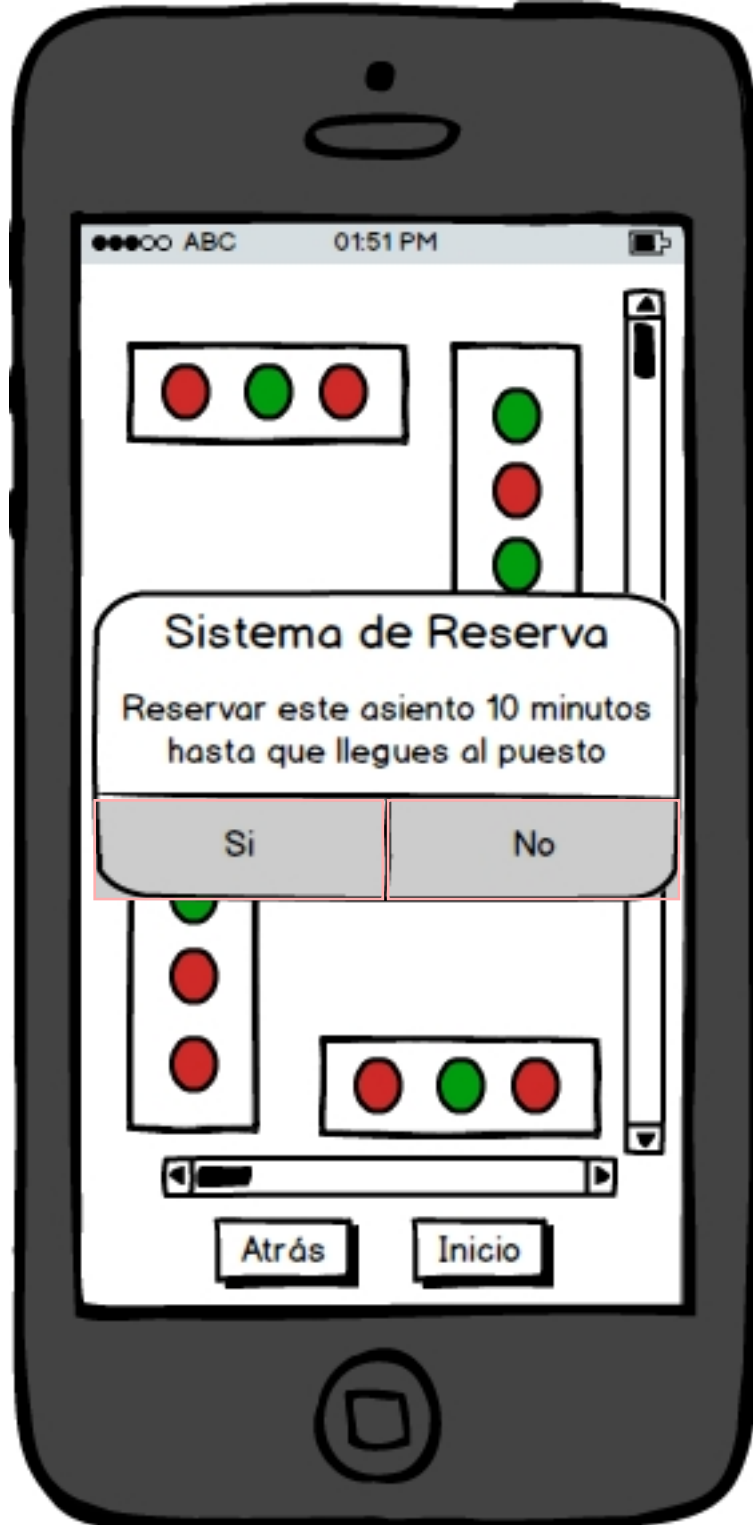 ABC 01:51 PM
Sistema de Reserva
Reservar este asiento 10 minutos
hasta que llegues al puesto
Si No
Atrás Inicio